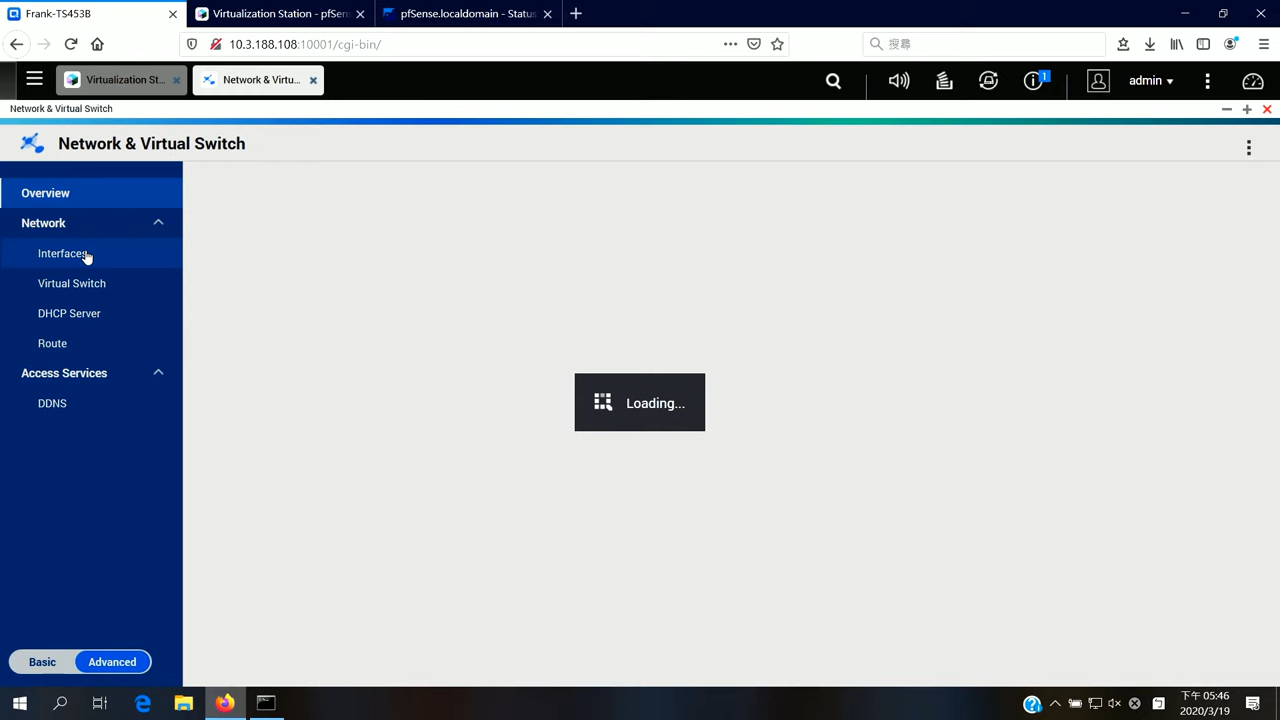 Frank-TS453B
Virtualization Station - pfSen
pfSense.localdomain - Status
10.3.188.108:10001/cgi-bin/
搜尋
Virtualization St...
Network & Virtu...
1
admin
Network & Virtual Switch
Network & Virtual Switch
Overview
Network
Interfaces
Virtual Switch
DHCP Server
Route
Access Services
DDNS
Loading...
Basic
Advanced
下午 05:46
2020/3/19